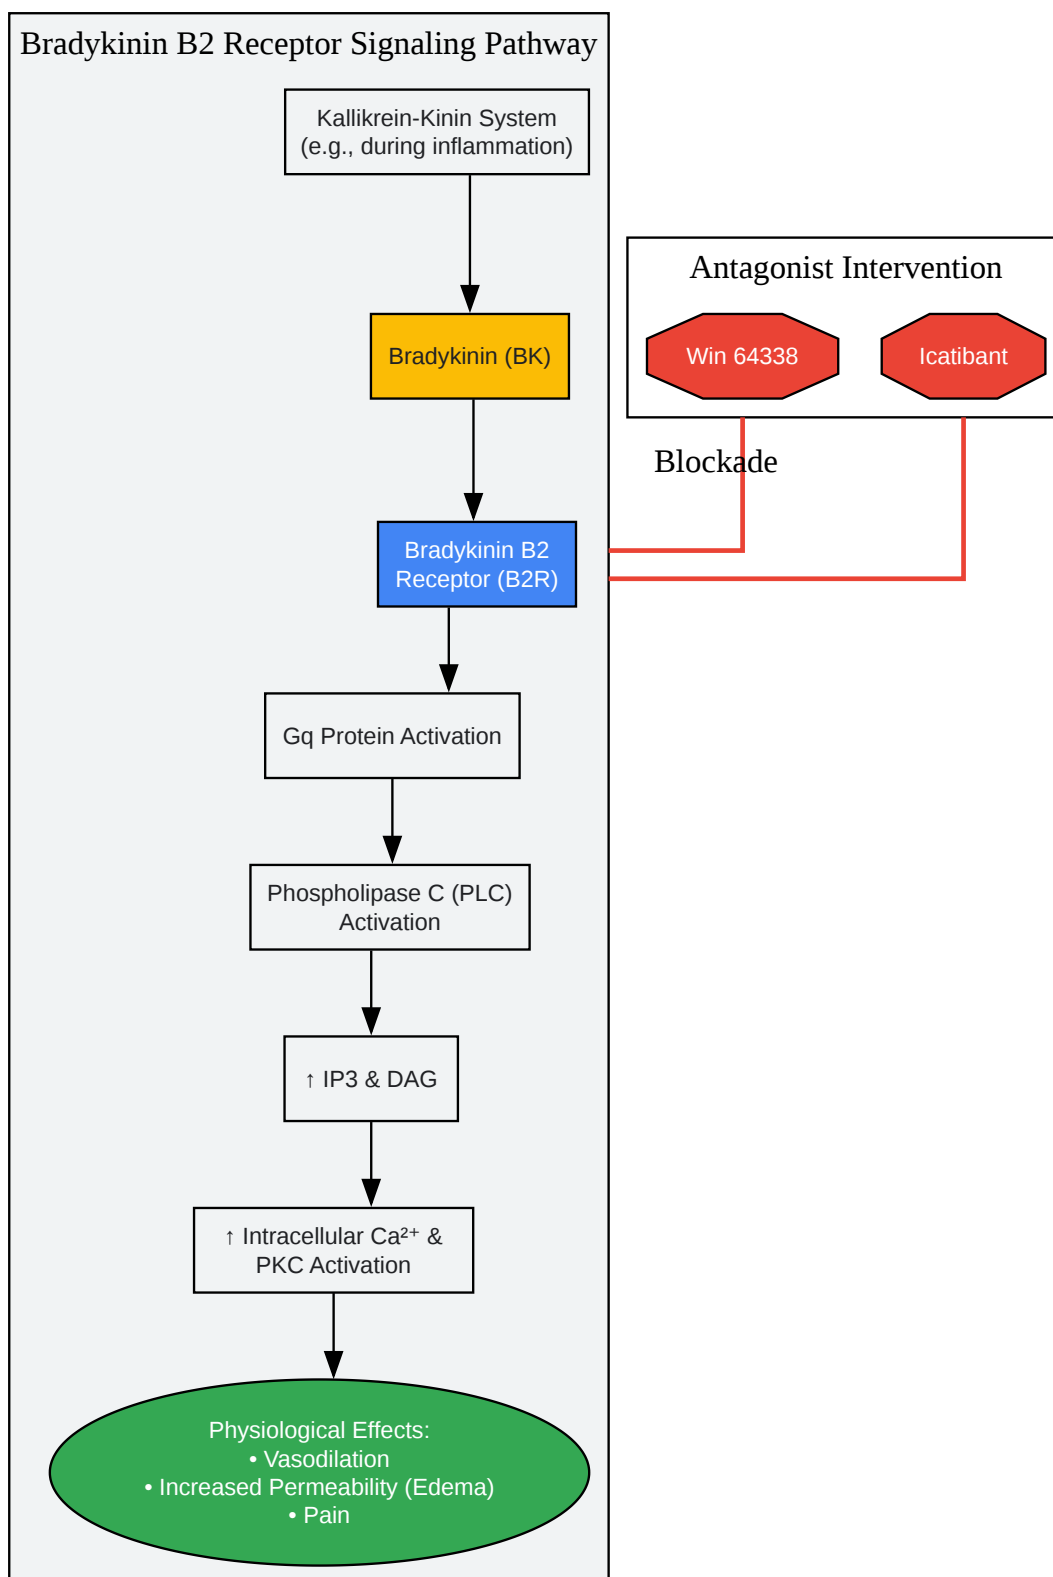 Bradykinin B2 Receptor Signaling Pathway
Kallikrein-Kinin System
(e.g., during inflammation)
Antagonist Intervention
Bradykinin (BK)
Win 64338
Icatibant
Blockade
Bradykinin B2
Receptor (B2R)
Gq Protein Activation
Phospholipase C (PLC)
Activation
↑ IP3 & DAG
↑ Intracellular Ca²⁺ &
PKC Activation
Physiological Effects:
• Vasodilation
• Increased Permeability (Edema)
• Pain